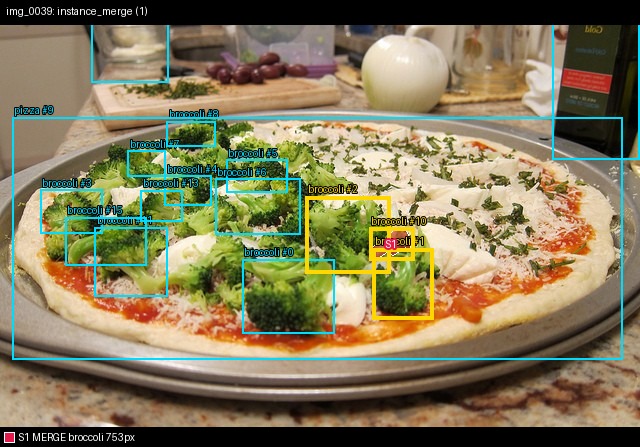 img_0039: instance_merge (1)
Gold
pizza #9
broccoli #8
broccoli #7
broccoli #5
broccoli #4
broccoli #6
broccoli #3
broccoli #13
broccoli #2
broccoli #15
broccoli #10
broccoli #1
S1
broccoli #0
S1 MERGE broccoli 753px